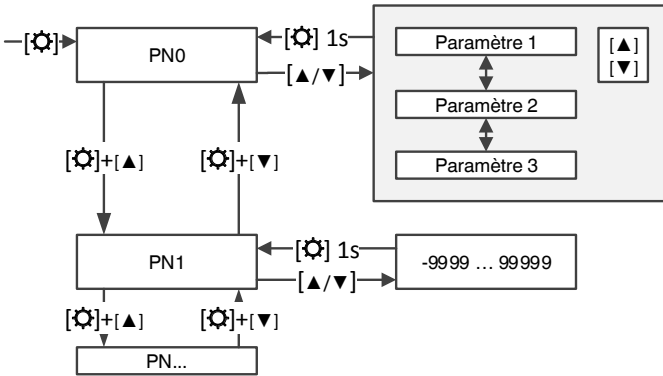 [⚙]
PN0
[⚙] 1s
[▲/▼]
Paramètre 1
Paramètre 2
Paramètre 3
[▲]
[▼]
[⚙]+[▲]
[⚙]+[▼]
PN1
[⚙] 1s
[▲/▼]
-9999 ... 99999
[⚙]+[▲]
[⚙]+[▼]
PN...